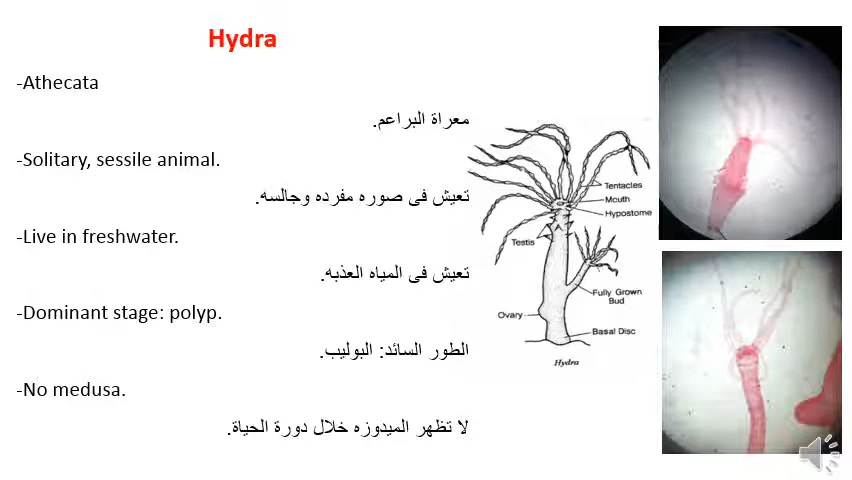 Hydra
-Athecata
معراة البراعم.
-Solitary, sessile animal.
تعيش فى صوره مفرده وجالسه.
-Live in freshwater.
تعيش فى المياه العذبه.
-Dominant stage: polyp.
الطور السائد: البوليب.
-No medusa.
لا تظهر الميدوزه خلال دورة الحياة.
Tentacles
Mouth
Hypostome
Testis
Fully Grown
Bud
Ovary
Basal Disc
Hydra